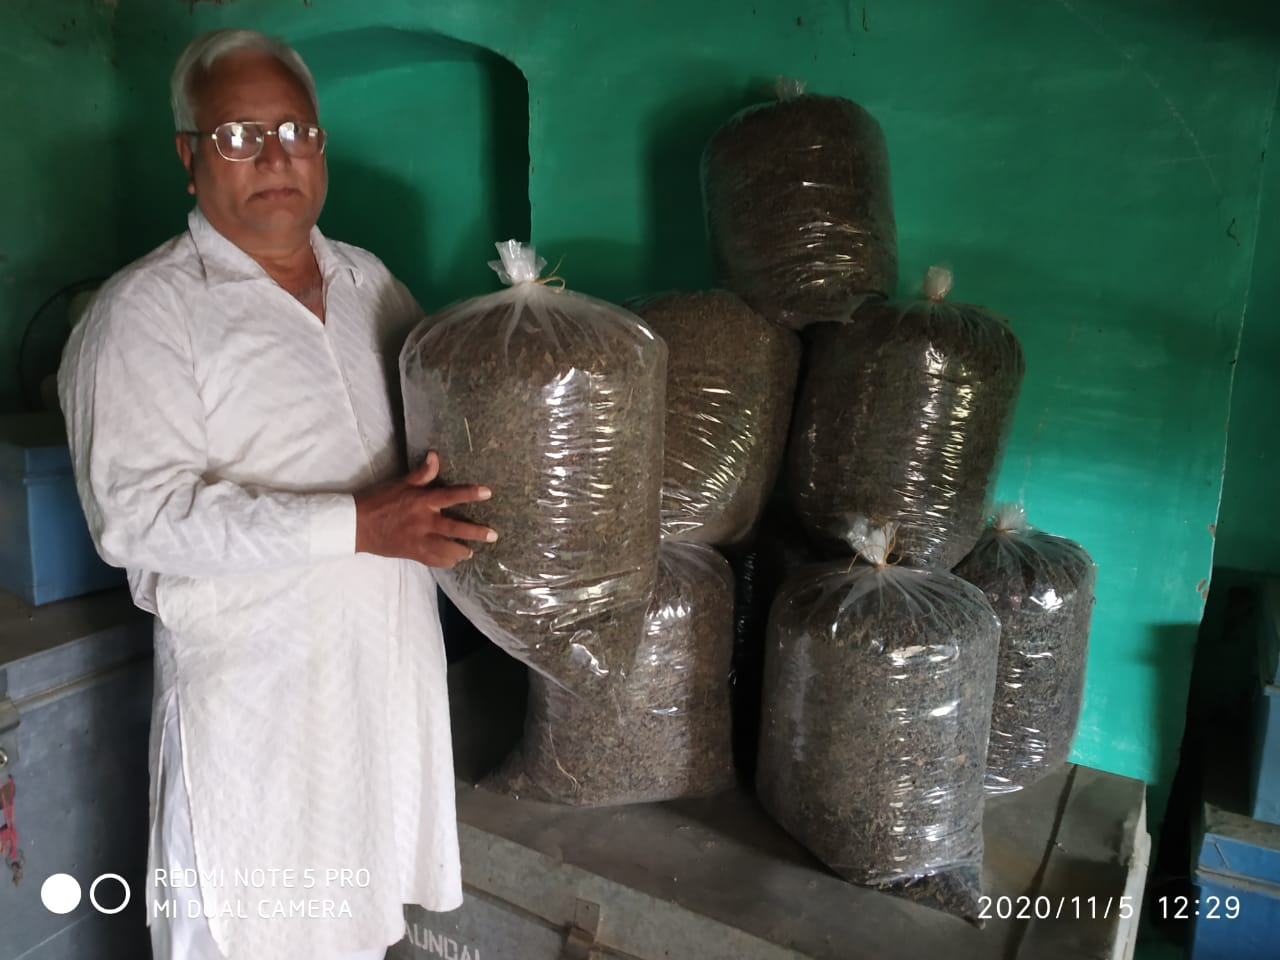 REDMI NOTE 5 PRO
MI DUAL CAMERA
2020/11/5 12:29